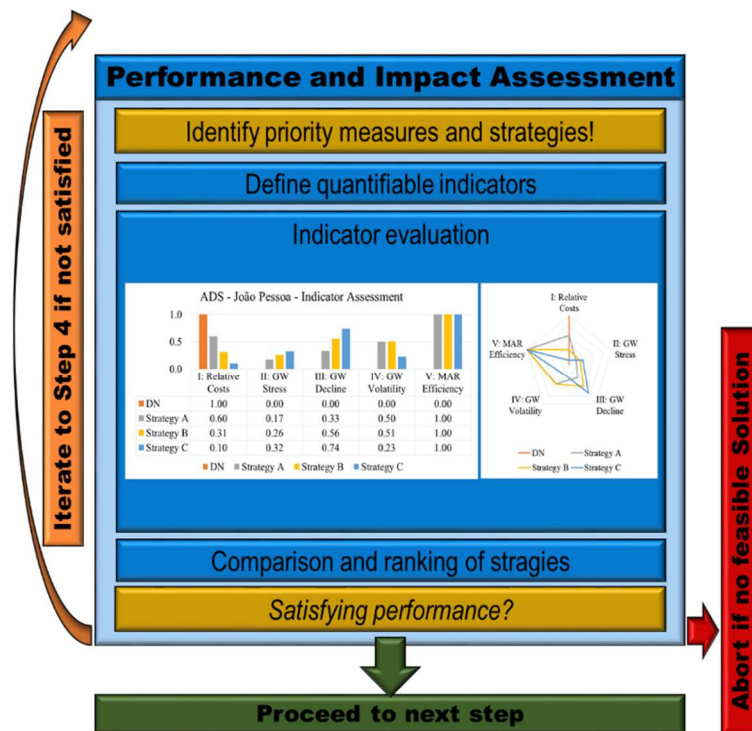 Performance and Impact Assessment
Identify priority measures and strategies!
Define quantifiable indicators
Indicator evaluation
ADS - João Pessoa - Indicator Assessment
1.0
0.5
0.0
I: Relative Costs
II: GW Stress
III: GW Decline
IV: GW Volatility
V: MAR Efficiency
DN 1.00 0.00 0.00 0.00 0.00
Strategy A 0.60 0.17 0.33 0.50 1.00
Strategy B 0.31 0.26 0.56 0.51 1.00
Strategy C 0.10 0.32 0.74 0.23 1.00
DN Strategy A Strategy B Strategy C
I: Relative
Costs
V: MAR
Efficiency
II: GW
Stress
IV: GW
Volatility
III: GW
Decline
DN Strategy A
Strategy B Strategy C
Comparison and ranking of stragies
Satisfying performance?
Proceed to next step
Iterate to Step 4 if not satisfied
Abort if no feasible Solution